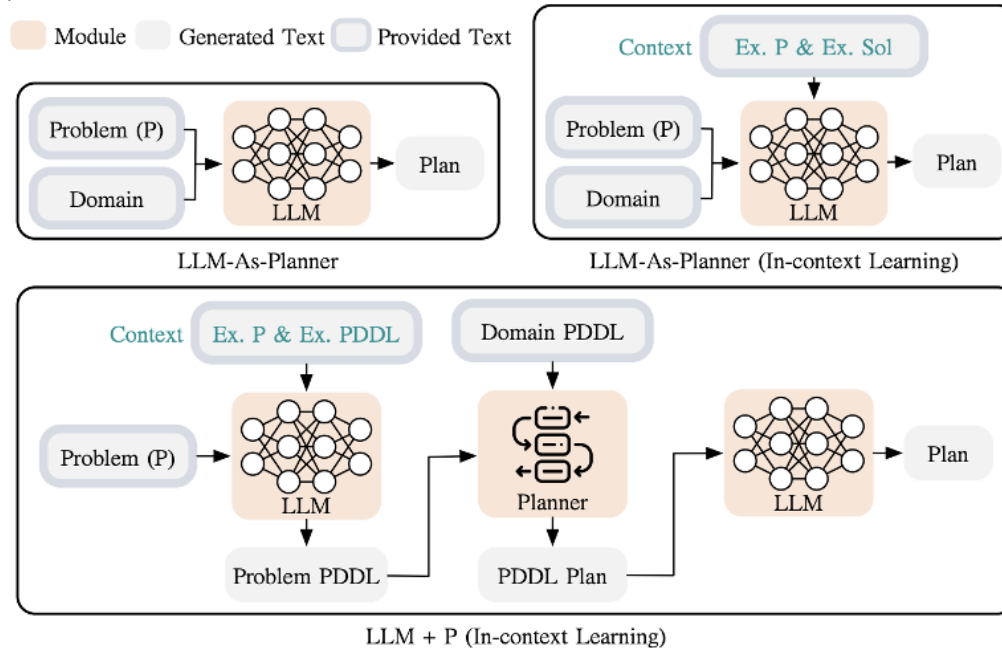 Module
Generated Text
Provided Text
Problem (P)
Domain
LLM
Plan
LLM-As-Planner
Context
Ex. P & Ex. Sol
Problem (P)
Domain
LLM
Plan
LLM-As-Planner (In-context Learning)
Context
Ex. P & Ex. PDDL
Domain PDDL
Problem (P)
LLM
Planner
LLM
Plan
Problem PDDL
PDDL Plan
LLM + P (In-context Learning)